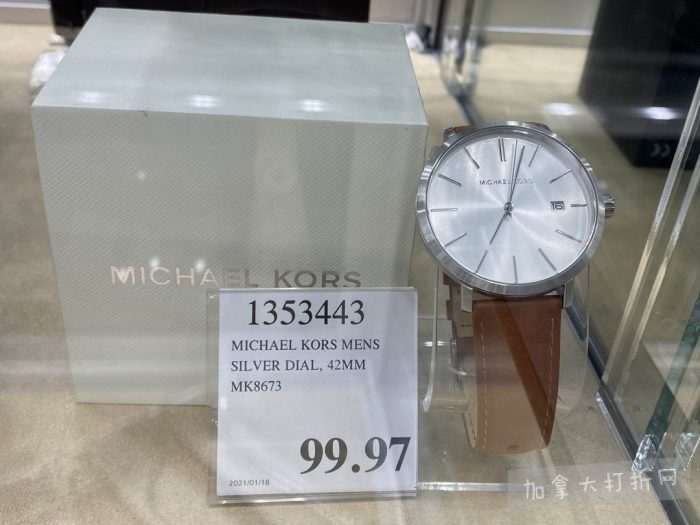 MICHAEL KORS
MICHAEL KORS
16
1353443
MICHAEL KORS MENS
SILVER DIAL, 42MM
MK8673
99.97
2021/01/18
加拿大打折网